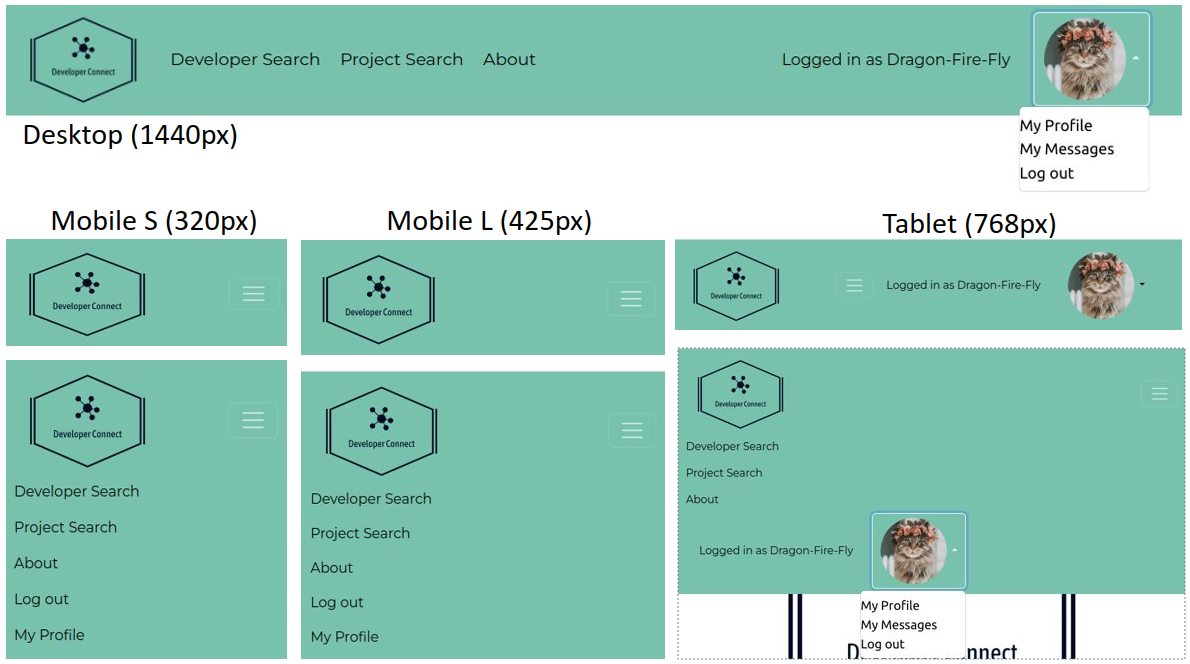 Developer Connect
Developer Search Project Search About
Logged in as Dragon-Fire-Fly
My Profile
My Messages
Log out
Desktop (1440px)
Mobile S (320px)
Developer Connect
Developer Connect
Developer Search
Project Search
About
Log out
My Profile
Mobile L (425px)
Developer Connect
Developer Connect
Developer Search
Project Search
About
Log out
My Profile
Tablet (768px)
Developer Connect
Logged in as Dragon-Fire-Fly
Developer Connect
Developer Search
Project Search
About
Logged in as Dragon-Fire-Fly
My Profile
My Messages
Log out